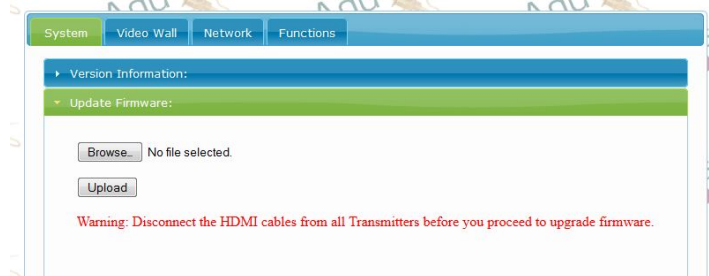 System Video Wall Network Functions
Version Information:
Update Firmware:
Browse_ No file selected.
Upload
Warning: Disconnect the HDMI cables from all Transmitters before you proceed to upgrade firmware.